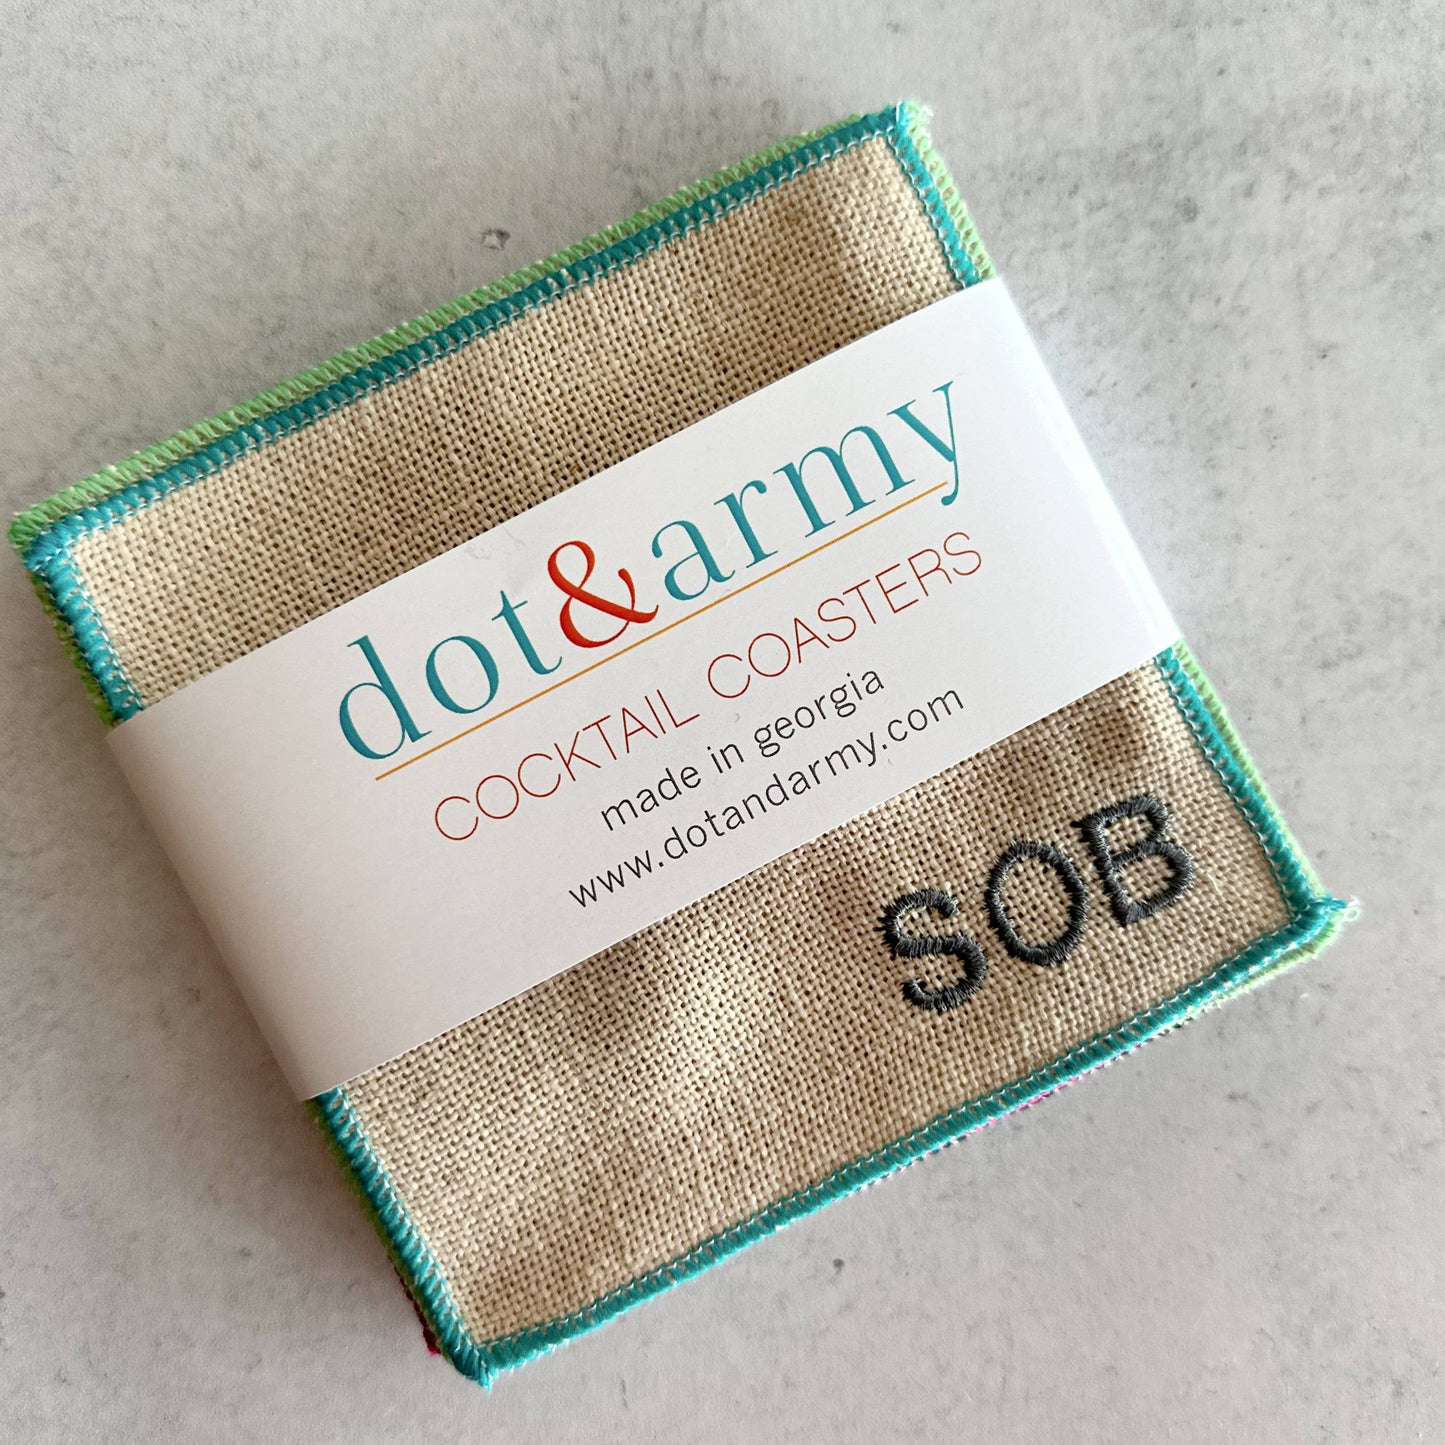 dot&army
COCKTAIL COASTERS
made in georgia
www.dotandarmy.com
SOB